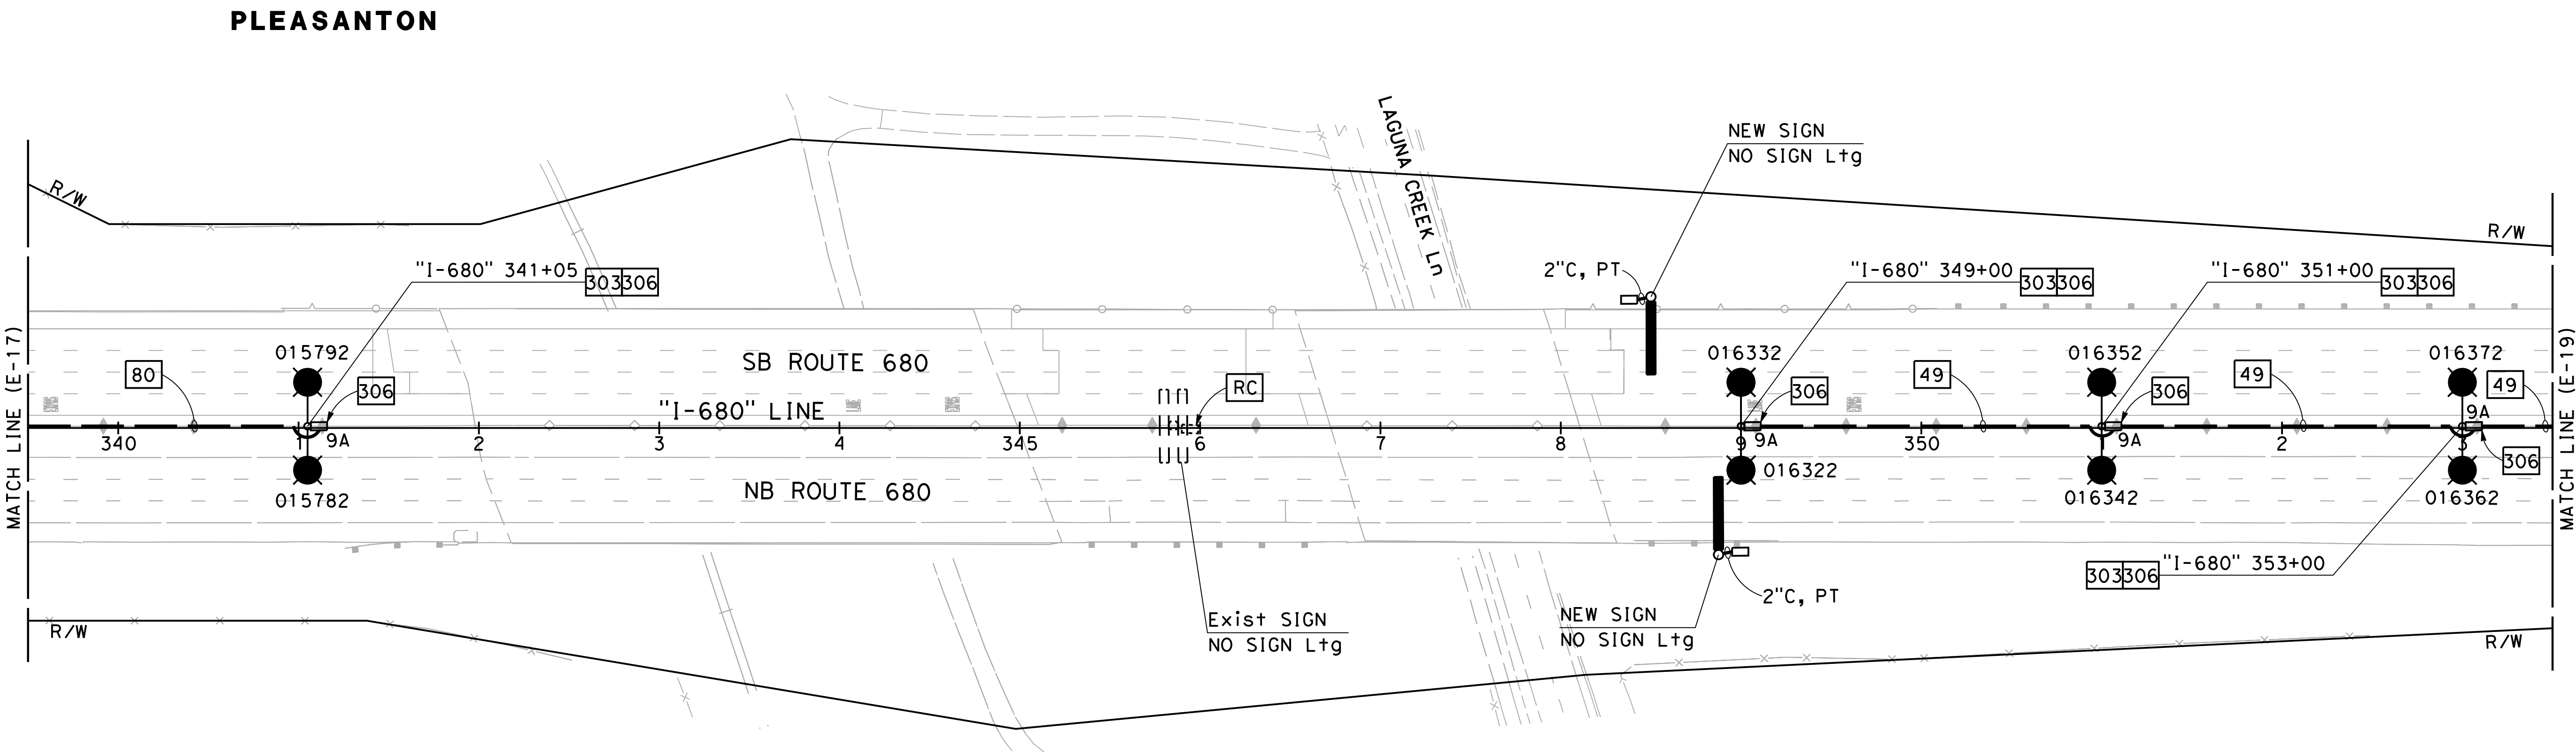 PLEASANTON
LAGUNA CREEK Ln
NEW SIGN
NO SIGN Ltg
R/W
R/W
"I-680" 341+05 303 306
2"C, PT
"I-680" 349+00 303 306
"I-680" 351+00 303 306
MATCH LINE (E-17)
MATCH LINE (E-19)
015792
SB ROUTE 680
016332
016352
016372
80
306
RC
306
49
306
49
49
"I-680" LINE
9A
340
1
9A
2
3
4
345
6
7
8
9
9A
350
1
9A
2
3
306
015782
NB ROUTE 680
016322
016342
016362
303 306 "I-680" 353+00
2"C, PT
Exist SIGN
NO SIGN Ltg
NEW SIGN
NO SIGN Ltg
R/W
R/W